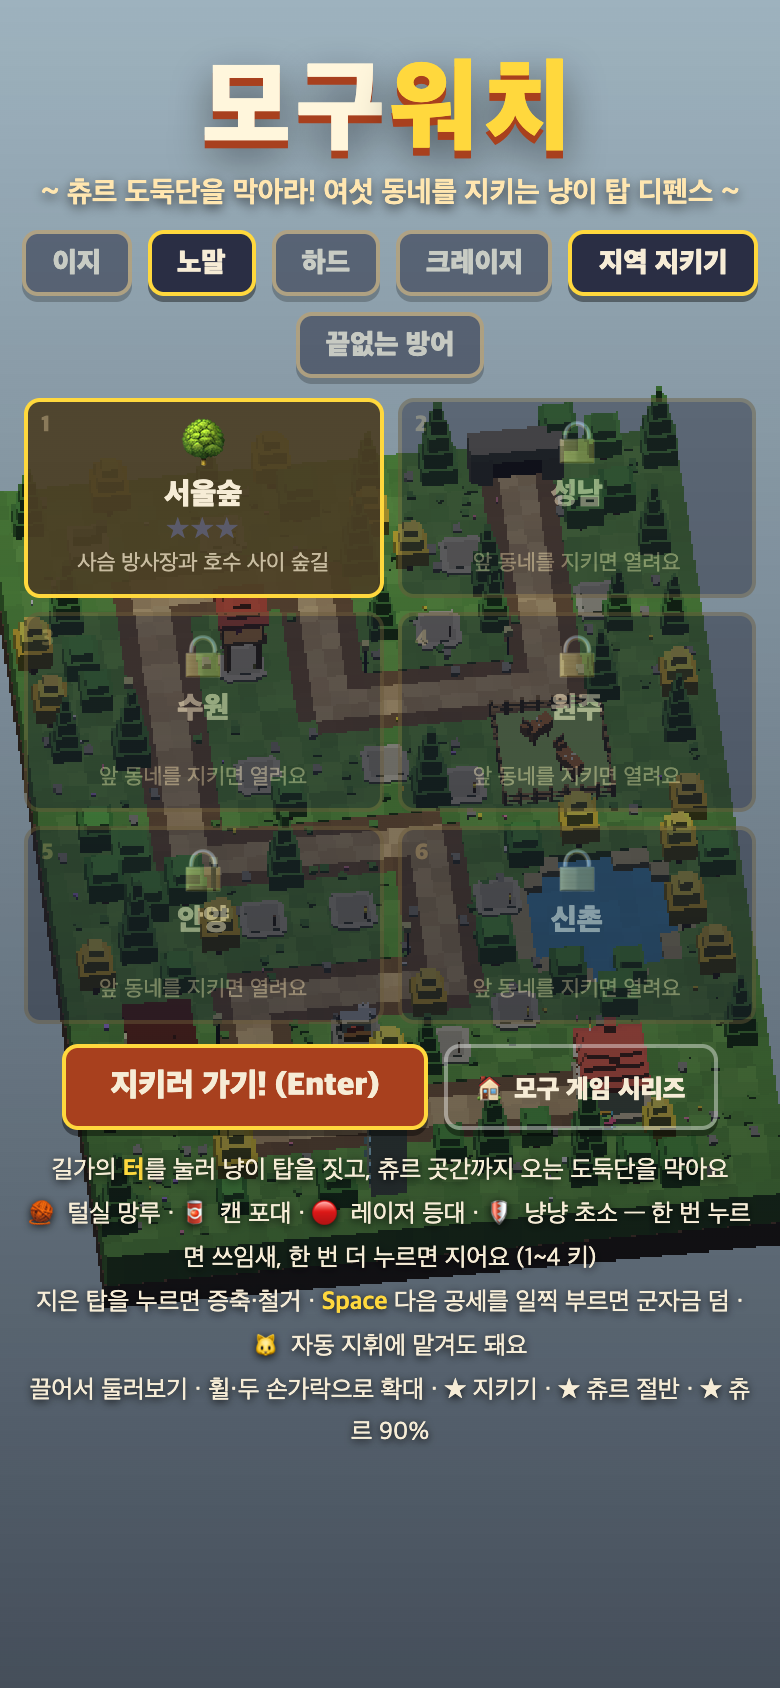 모구워치
~ 츄르 도둑단을 막아라! 여섯 동네를 지키는 냥이 탑 디펜스 ~
이지 노말 하드 크레이지 지역 지키기
끝없는 방어
1
서울숲
★★★
사슴 방사장과 호수 사이 숲길
2
성남
앞 동네를 지키면 열려요
3
수원
앞 동네를 지키면 열려요
4
원주
앞 동네를 지키면 열려요
5
안양
앞 동네를 지키면 열려요
6
신촌
앞 동네를 지키면 열려요
지키러 가기! (Enter)
🏠 모구 게임 시리즈
길가의 터를 눌러 냥이 탑을 짓고, 츄르 곳간까지 오는 도둑단을 막아요
🧶 털실 망루 · 🥫 캔 포대 · 🔴 레이저 등대 · 🛡️ 냥냥 초소 — 한 번 누르
면 쓰임새, 한 번 더 누르면 지어요 (1~4 키)
지은 탑을 누르면 증축·철거 · Space 다음 공세를 일찍 부르면 군자금 덤 ·
🐱 자동 지휘에 맡겨도 돼요
끌어서 둘러보기 · 휠·두 손가락으로 확대 · ★ 지키기 · ★ 츄르 절반 · ★ 츄
르 90%